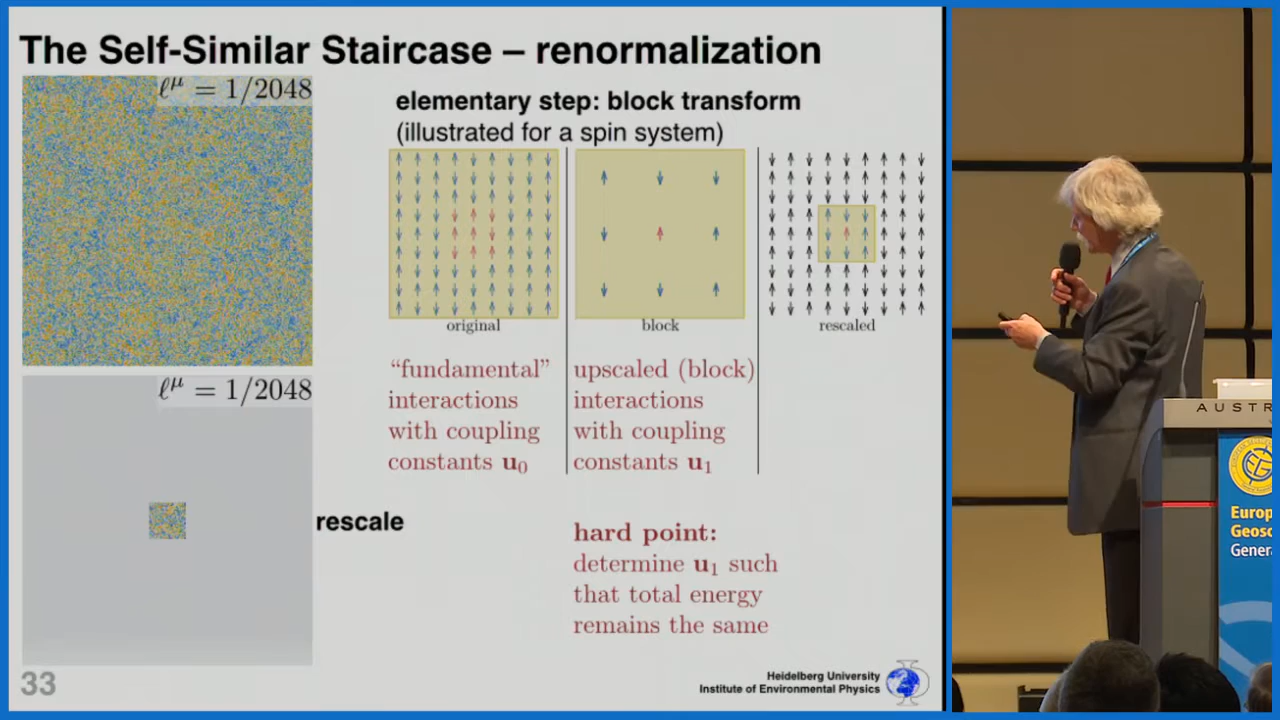 The Self-Similar Staircase – renormalization
ℓ^μ = 1/2048
elementary step: block transform
(illustrated for a spin system)
original
block
rescaled
ℓ^μ = 1/2048
“fundamental”
interactions
with coupling
constants u₀
upscaled (block)
interactions
with coupling
constants u₁
rescale
hard point:
determine u₁ such
that total energy
remains the same
33
Heidelberg University
Institute of Environmental Physics
AUSTR
Europ
Geosc
Genera